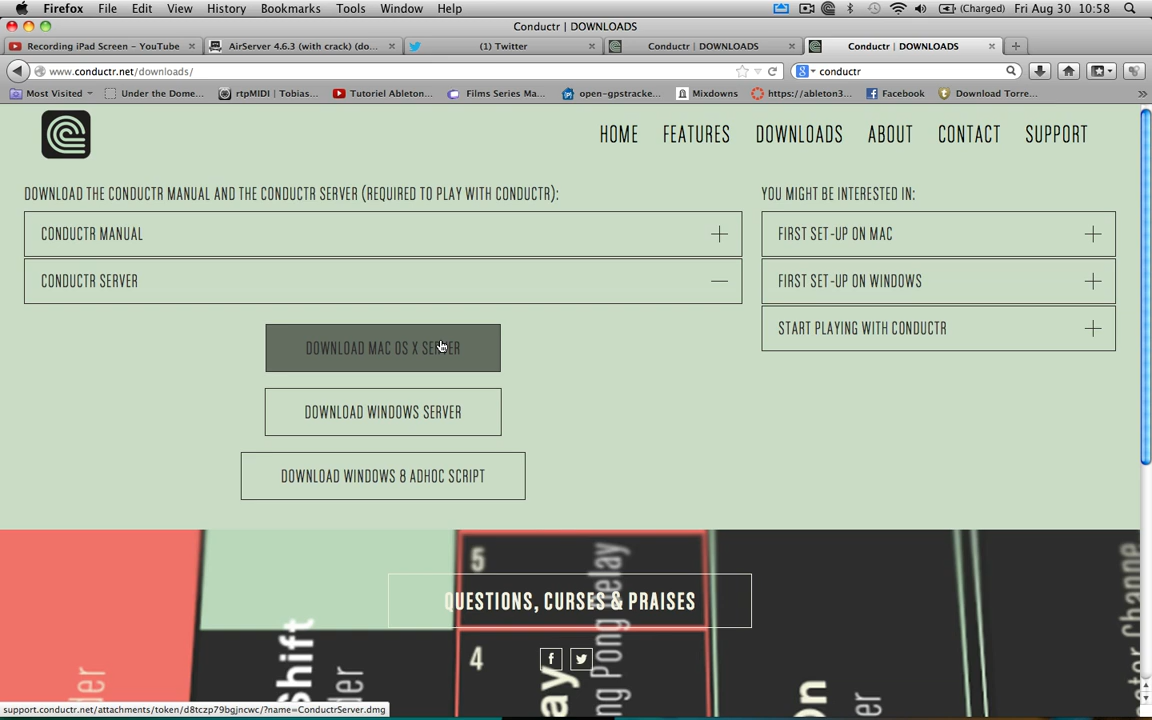 Firefox File Edit View History Bookmarks Tools Window Help (Charged) Fri Aug 30 10:58
Conductr | DOWNLOADS
Recording iPad Screen - YouTube AirServer 4.6.3 (with crack) (do... (1) Twitter Conductr | DOWNLOADS Conductr | DOWNLOADS
www.conductr.net/downloads/ conductr
Most Visited Under the Dome... rtpMIDI | Tobias... Tutoriel Ableton... Films Series Ma... open-gpstracke... Mixdowns https://ableton3... Facebook Download Torre...
HOME FEATURES DOWNLOADS ABOUT CONTACT SUPPORT
DOWNLOAD THE CONDUCTR MANUAL AND THE CONDUCTR SERVER (REQUIRED TO PLAY WITH CONDUCTR):
CONDUCTR MANUAL
CONDUCTR SERVER
DOWNLOAD MAC OS X SERVER
DOWNLOAD WINDOWS SERVER
DOWNLOAD WINDOWS 8 ADHOC SCRIPT
YOU MIGHT BE INTERESTED IN:
FIRST SET-UP ON MAC
FIRST SET-UP ON WINDOWS
START PLAYING WITH CONDUCTR
5
QUESTIONS, CURSES & PRAISES
4
Shift
Pong Delay
support.conductr.net/attachments/token/d8tczp79bgjncwc/?name=ConductrServer.dmg